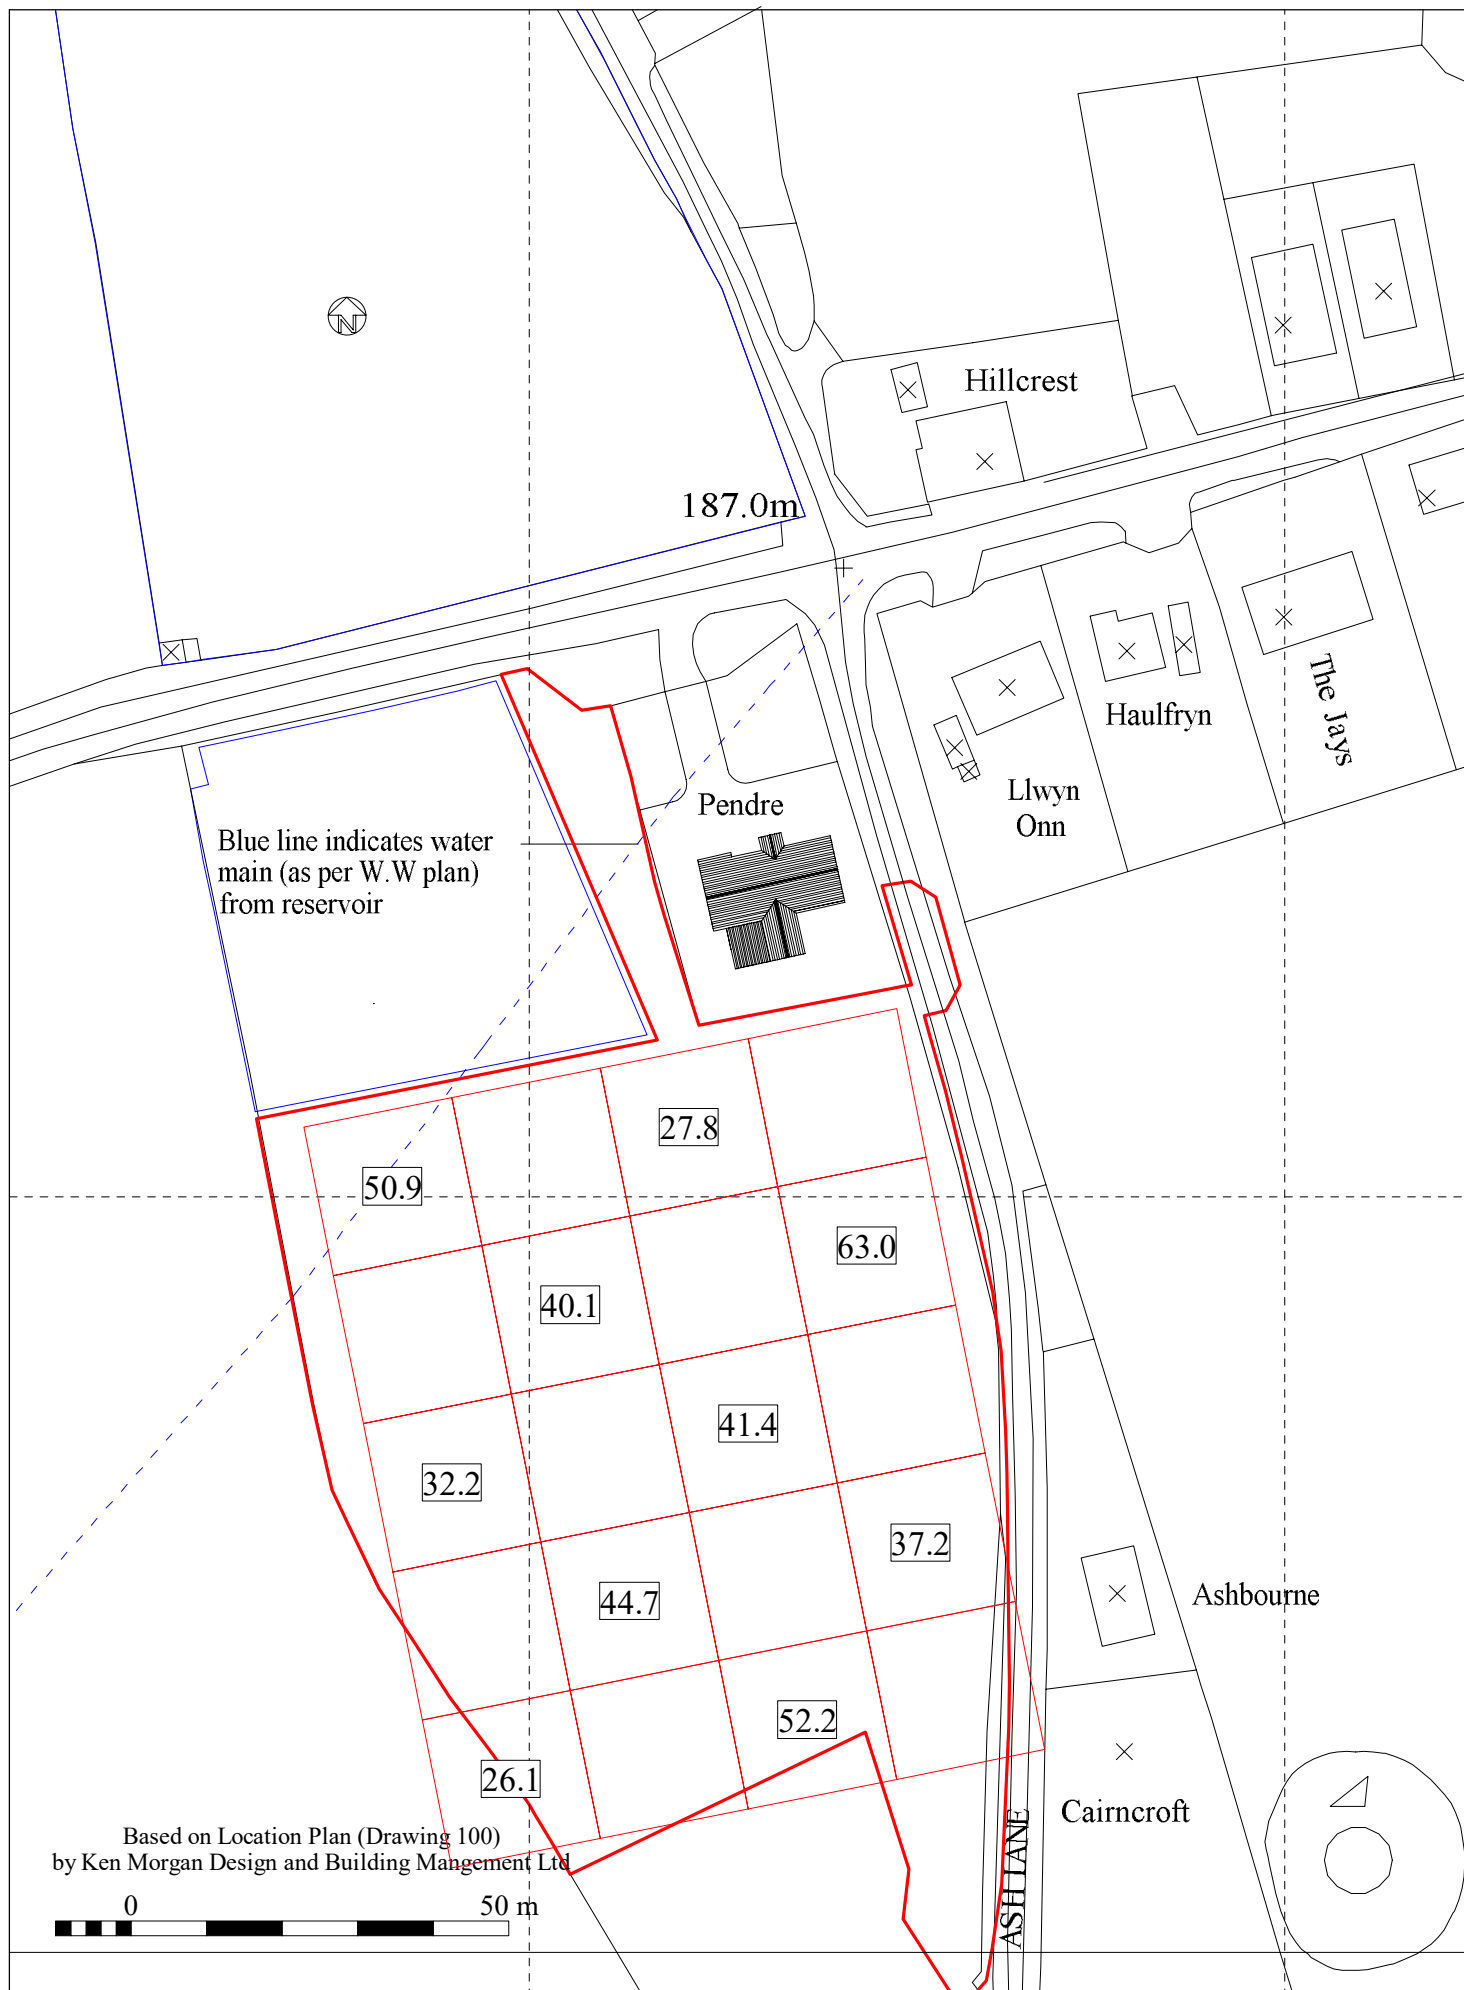 N
Hillcrest
187.0m
The Jays
Haulfryn
Llwyn
Onn
Pendre
Blue line indicates water
main (as per W.W plan)
from reservoir
27.8
50.9
63.0
40.1
41.4
32.2
37.2
44.7
Ashbourne
52.2
26.1
Cairncroft
Based on Location Plan (Drawing 100)
by Ken Morgan Design and Building Mangement Ltd
ASH LANE
0 50 m